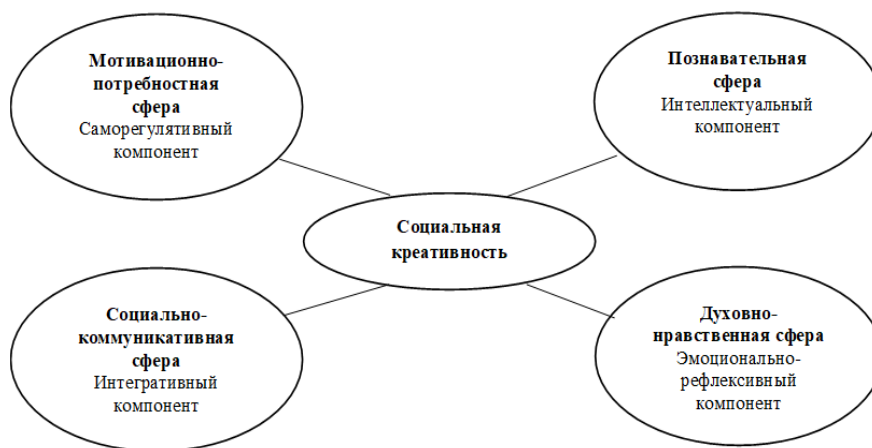 Мотивационно-
потребностная
сфера
Саморегулятивный
компонент
Познавательная
сфера
Интеллектуальный
компонент
Социальная
креативность
Социально-
коммуникативная
сфера
Интегративный
компонент
Духовно-
нравственная сфера
Эмоционально-
рефлексивный
компонент